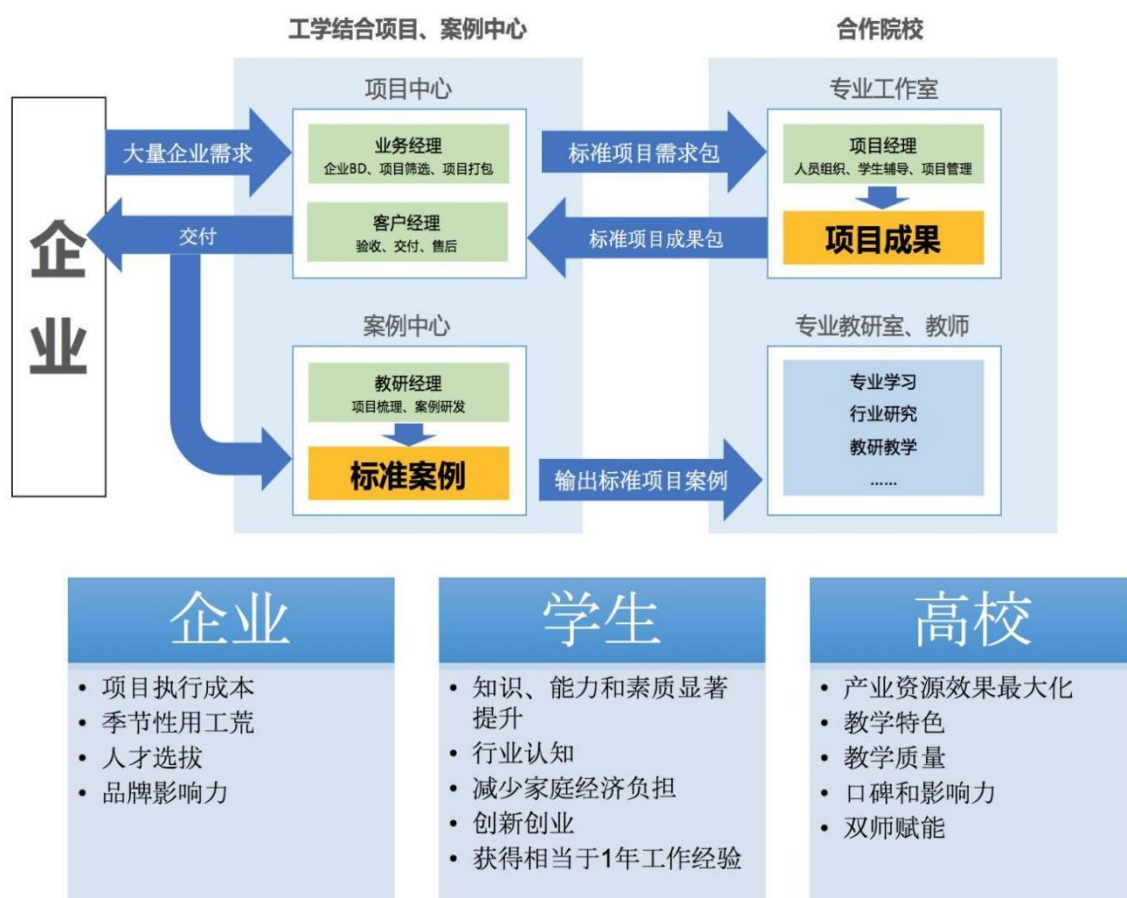 工学结合项目、案例中心
合作院校
企
业
大量企业需求
交付
项目中心
业务经理
企业BD、项目筛选、项目打包
客户经理
验收、交付、售后
标准项目需求包
标准项目成果包
专业工作室
项目经理
人员组织、学生辅导、项目管理
项目成果
案例中心
教研经理
项目梳理、案例研发
标准案例
输出标准项目案例
专业教研室、教师
专业学习
行业研究
教研教学
……
企业
• 项目执行成本
• 季节性用工荒
• 人才选拔
• 品牌影响力
学生
• 知识、能力和素质显著
提升
• 行业认知
• 减少家庭经济负担
• 创新创业
• 获得相当于1年工作经验
高校
• 产业资源效果最大化
• 教学特色
• 教学质量
• 口碑和影响力
• 双师赋能